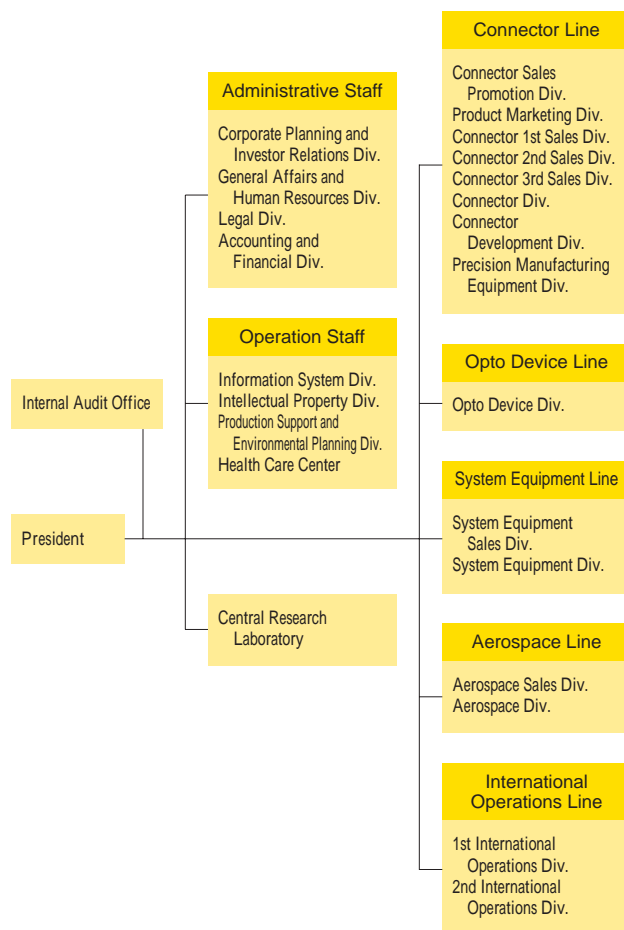 Internal Audit Office
President
Administrative Staff
Corporate Planning and
Investor Relations Div.
General Affairs and
Human Resources Div.
Legal Div.
Accounting and
Financial Div.
Operation Staff
Information System Div.
Intellectual Property Div.
Production Support and
Environmental Planning Div.
Health Care Center
Central Research
Laboratory
Connector Line
Connector Sales
Promotion Div.
Product Marketing Div.
Connector 1st Sales Div.
Connector 2nd Sales Div.
Connector 3rd Sales Div.
Connector Div.
Connector
Development Div.
Precision Manufacturing
Equipment Div.
Opto Device Line
Opto Device Div.
System Equipment Line
System Equipment
Sales Div.
System Equipment Div.
Aerospace Line
Aerospace Sales Div.
Aerospace Div.
International
Operations Line
1st International
Operations Div.
2nd International
Operations Div.